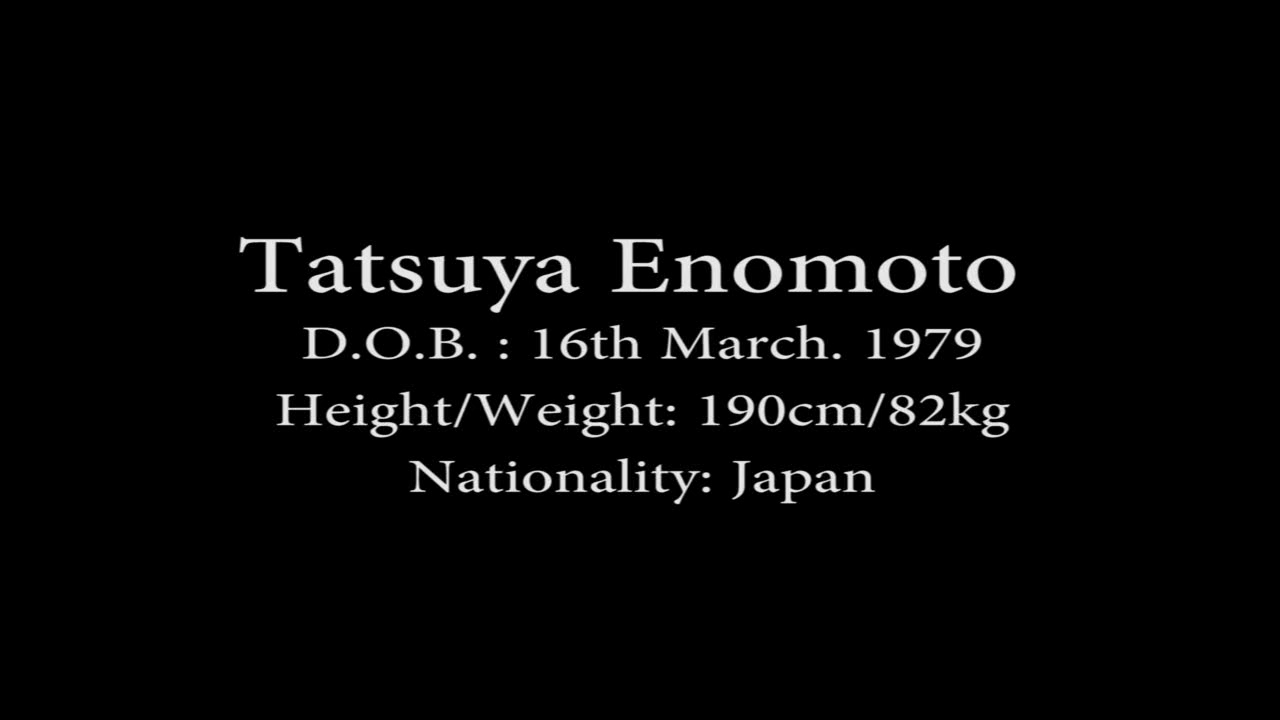 Tatsuya Enomoto
D.O.B. : 16th March. 1979
Height/Weight: 190cm/82kg
Nationality: Japan